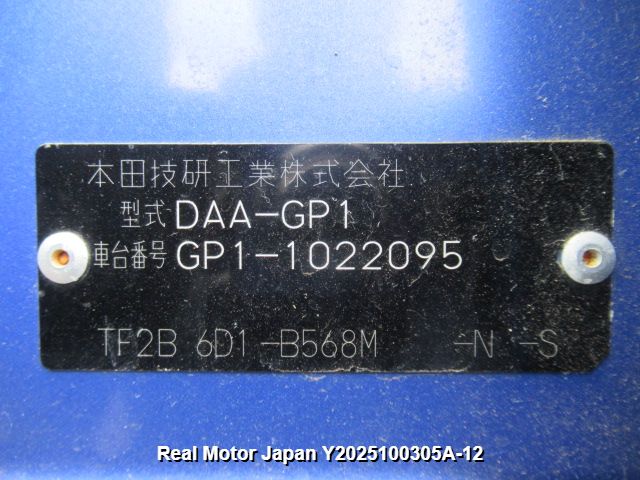 本田技研工業株式会社
型式 DAA-GP1
車台番号 GP1-1022095
TF2B 6D1-B568M -N -S
Real Motor Japan Y2025100305A-12